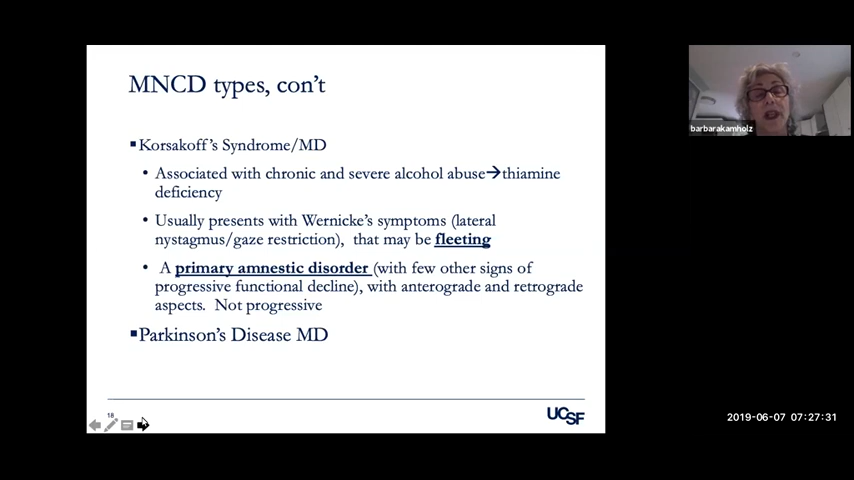 MNCD types, con't
▪Korsakoff's Syndrome/MD
• Associated with chronic and severe alcohol abuse→thiamine
deficiency
• Usually presents with Wernicke's symptoms (lateral
nystagmus/gaze restriction), that may be fleeting
• A primary amnestic disorder (with few other signs of
progressive functional decline), with anterograde and retrograde
aspects. Not progressive
▪Parkinson's Disease MD
18
UCSF
barbarakamholz
2019-06-07 07:27:31